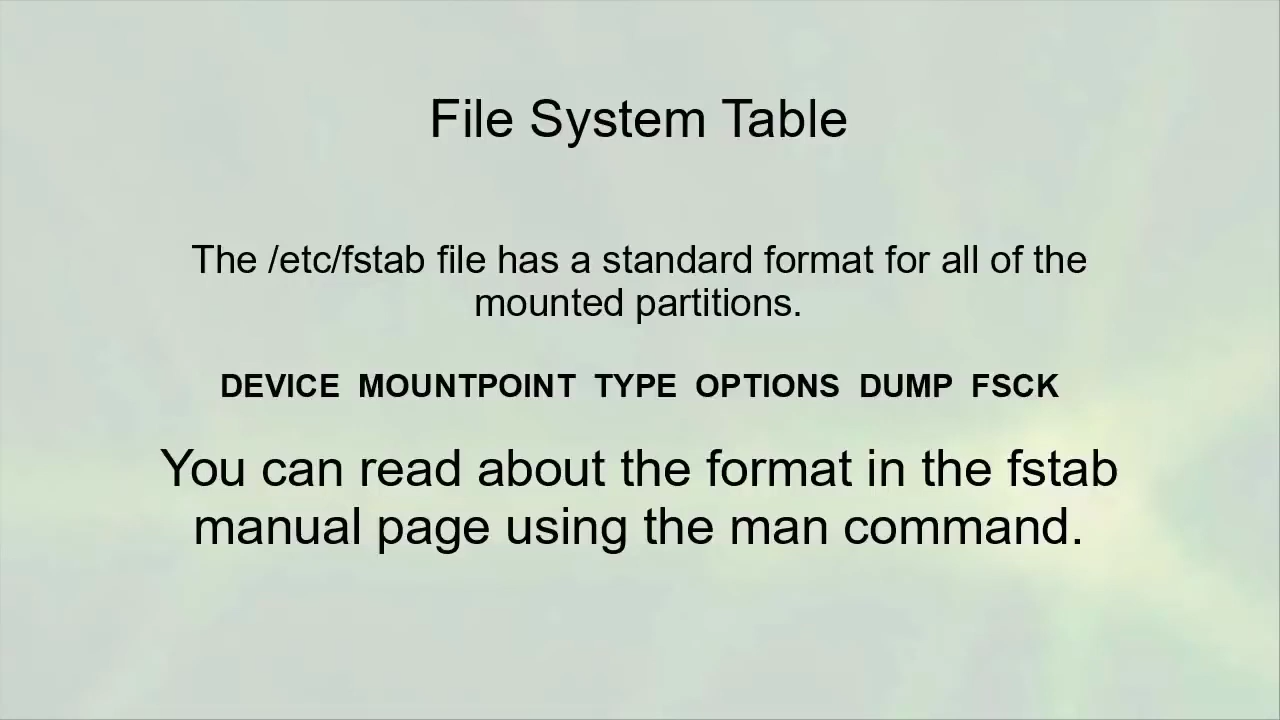 File System Table
The /etc/fstab file has a standard format for all of the
mounted partitions.
DEVICE MOUNTPOINT TYPE OPTIONS DUMP FSCK
You can read about the format in the fstab
manual page using the man command.